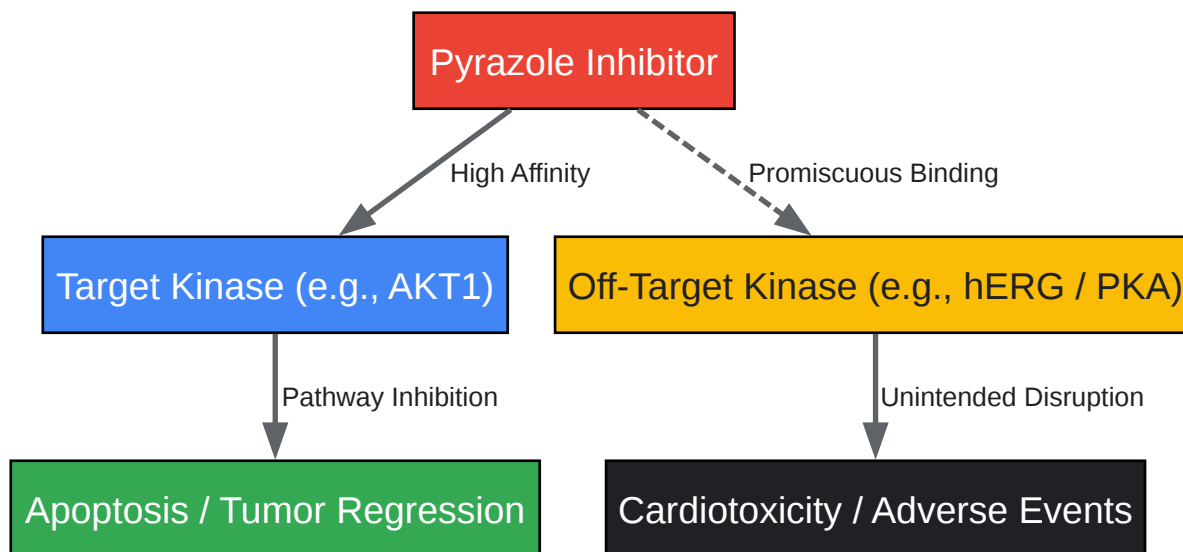 Pyrazole Inhibitor
High Affinity
Promiscuous Binding
Target Kinase (e.g., AKT1)
Off-Target Kinase (e.g., hERG / PKA)
Pathway Inhibition
Unintended Disruption
Apoptosis / Tumor Regression
Cardiotoxicity / Adverse Events